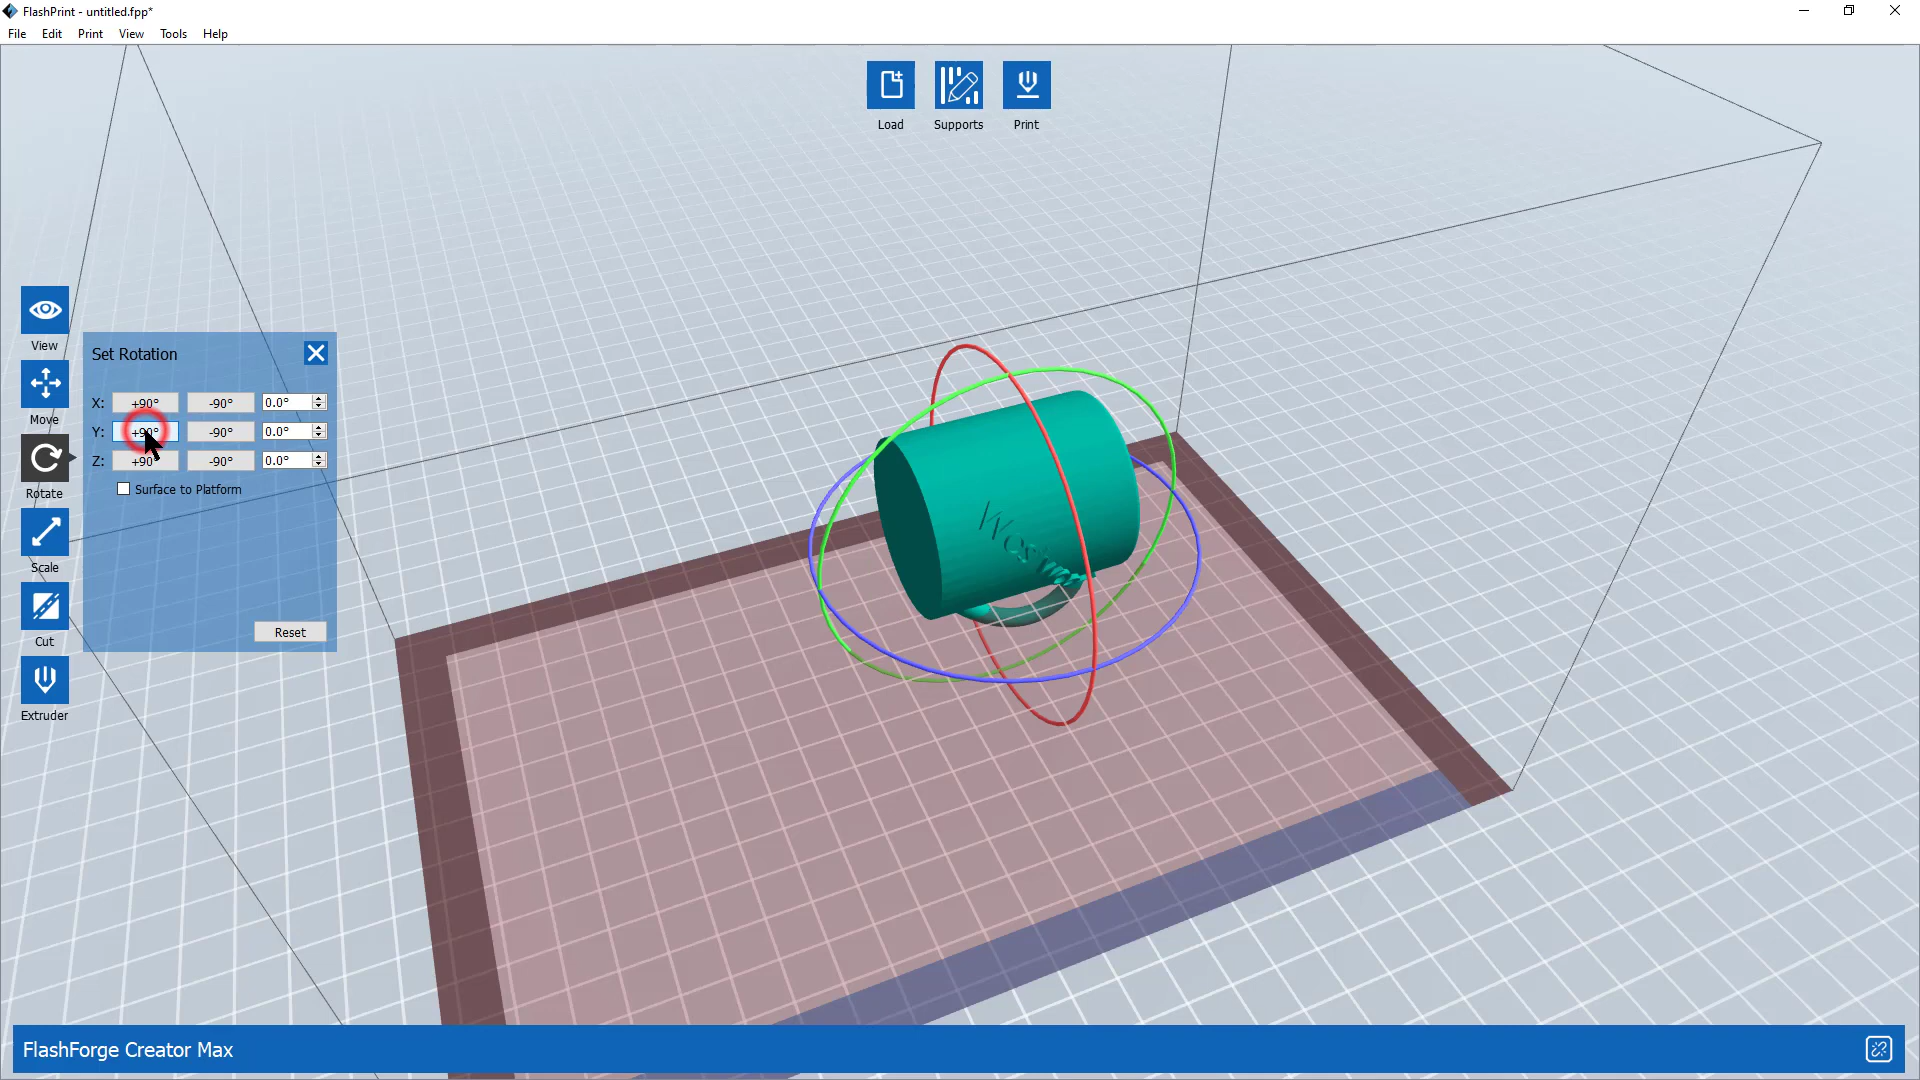 FlashPrint - untitled.fpp*
File Edit Print View Tools Help
Load Supports Print
View
Move
Rotate
Scale
Cut
Extruder
Set Rotation
X: +90° -90° 0.0°
Y: +90° -90° 0.0°
Z: +90° -90° 0.0°
Surface to Platform
Reset
FlashForge Creator Max